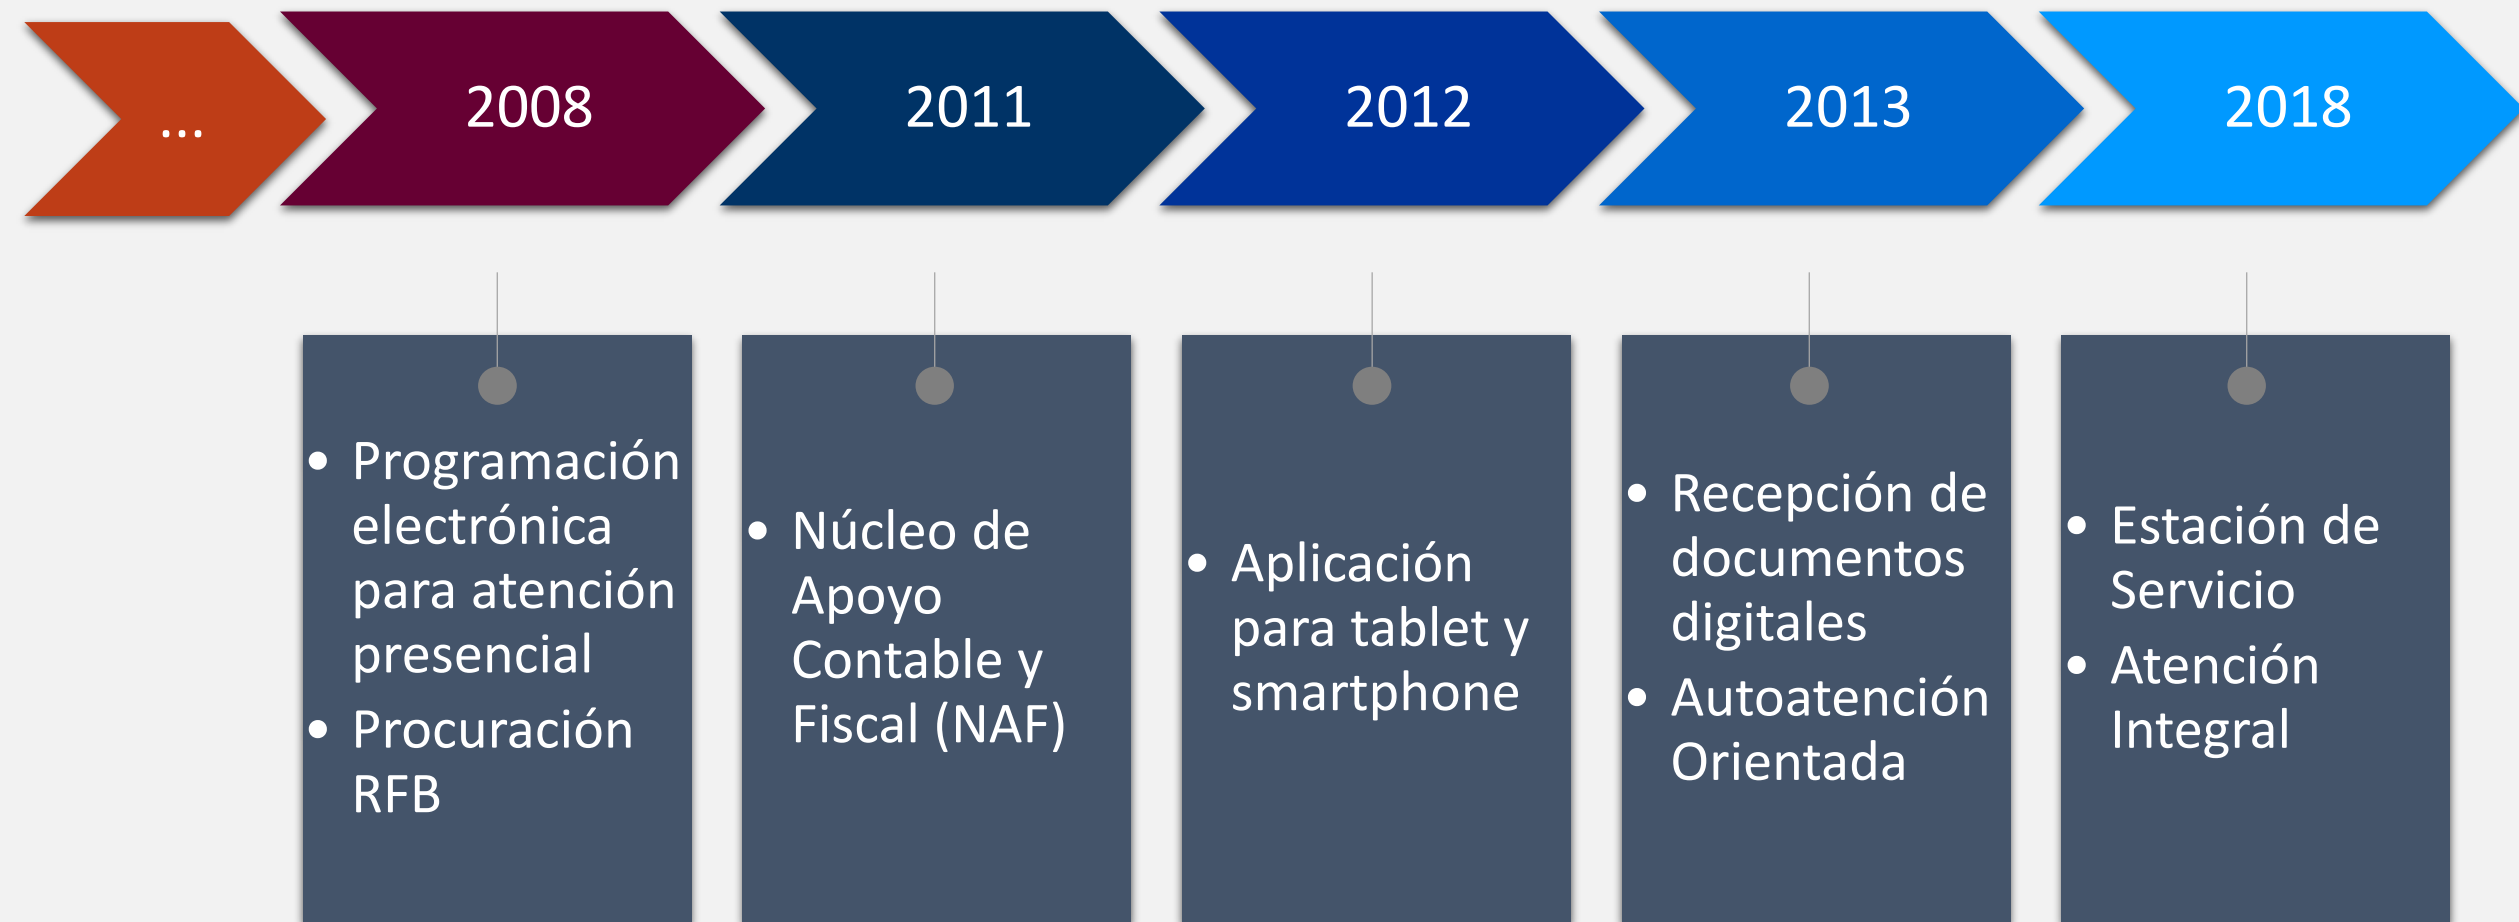 ...
2008
2011
2012
2013
2018
• Programación
electrónica
para atención
presencial
• Procuración
RFB
• Núcleo de
Apoyo
Contable y
Fiscal (NAF)
• Aplicación
para tablet y
smartphone
• Recepción de
documentos
digitales
• Autoatención
Orientada
• Estación de
Servicio
• Atención
Integral